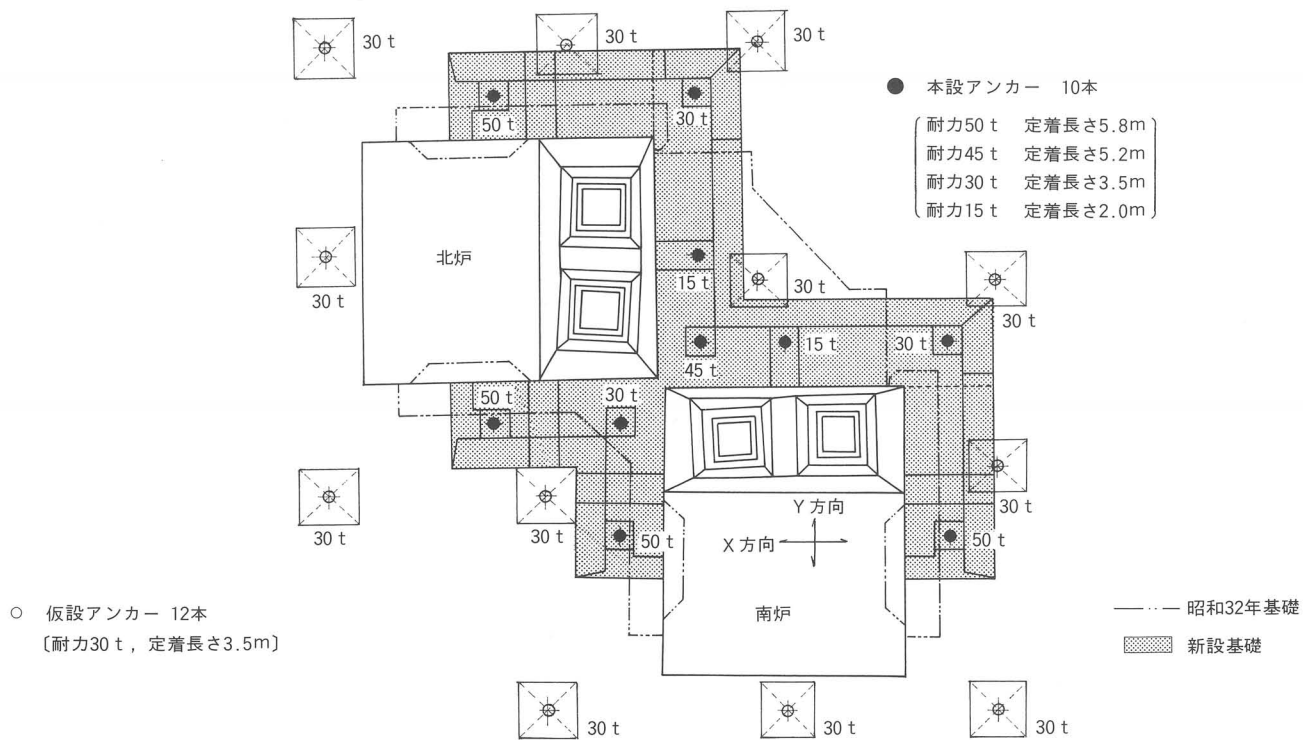 30 t
30 t
30 t
● 本設アンカー 10本
耐力50 t 定着長さ5.8m
耐力45 t 定着長さ5.2m
耐力30 t 定着長さ3.5m
耐力15 t 定着長さ2.0m
50 t
30 t
北炉
30 t
15 t
30 t
30 t
45 t
15 t
30 t
50 t
30 t
30 t
30 t
30 t
Y 方向
X 方向
50 t
50 t
南炉
○ 仮設アンカー 12本
〔耐力30 t , 定着長さ3.5m〕
昭和32年基礎
新設基礎
30 t
30 t
30 t